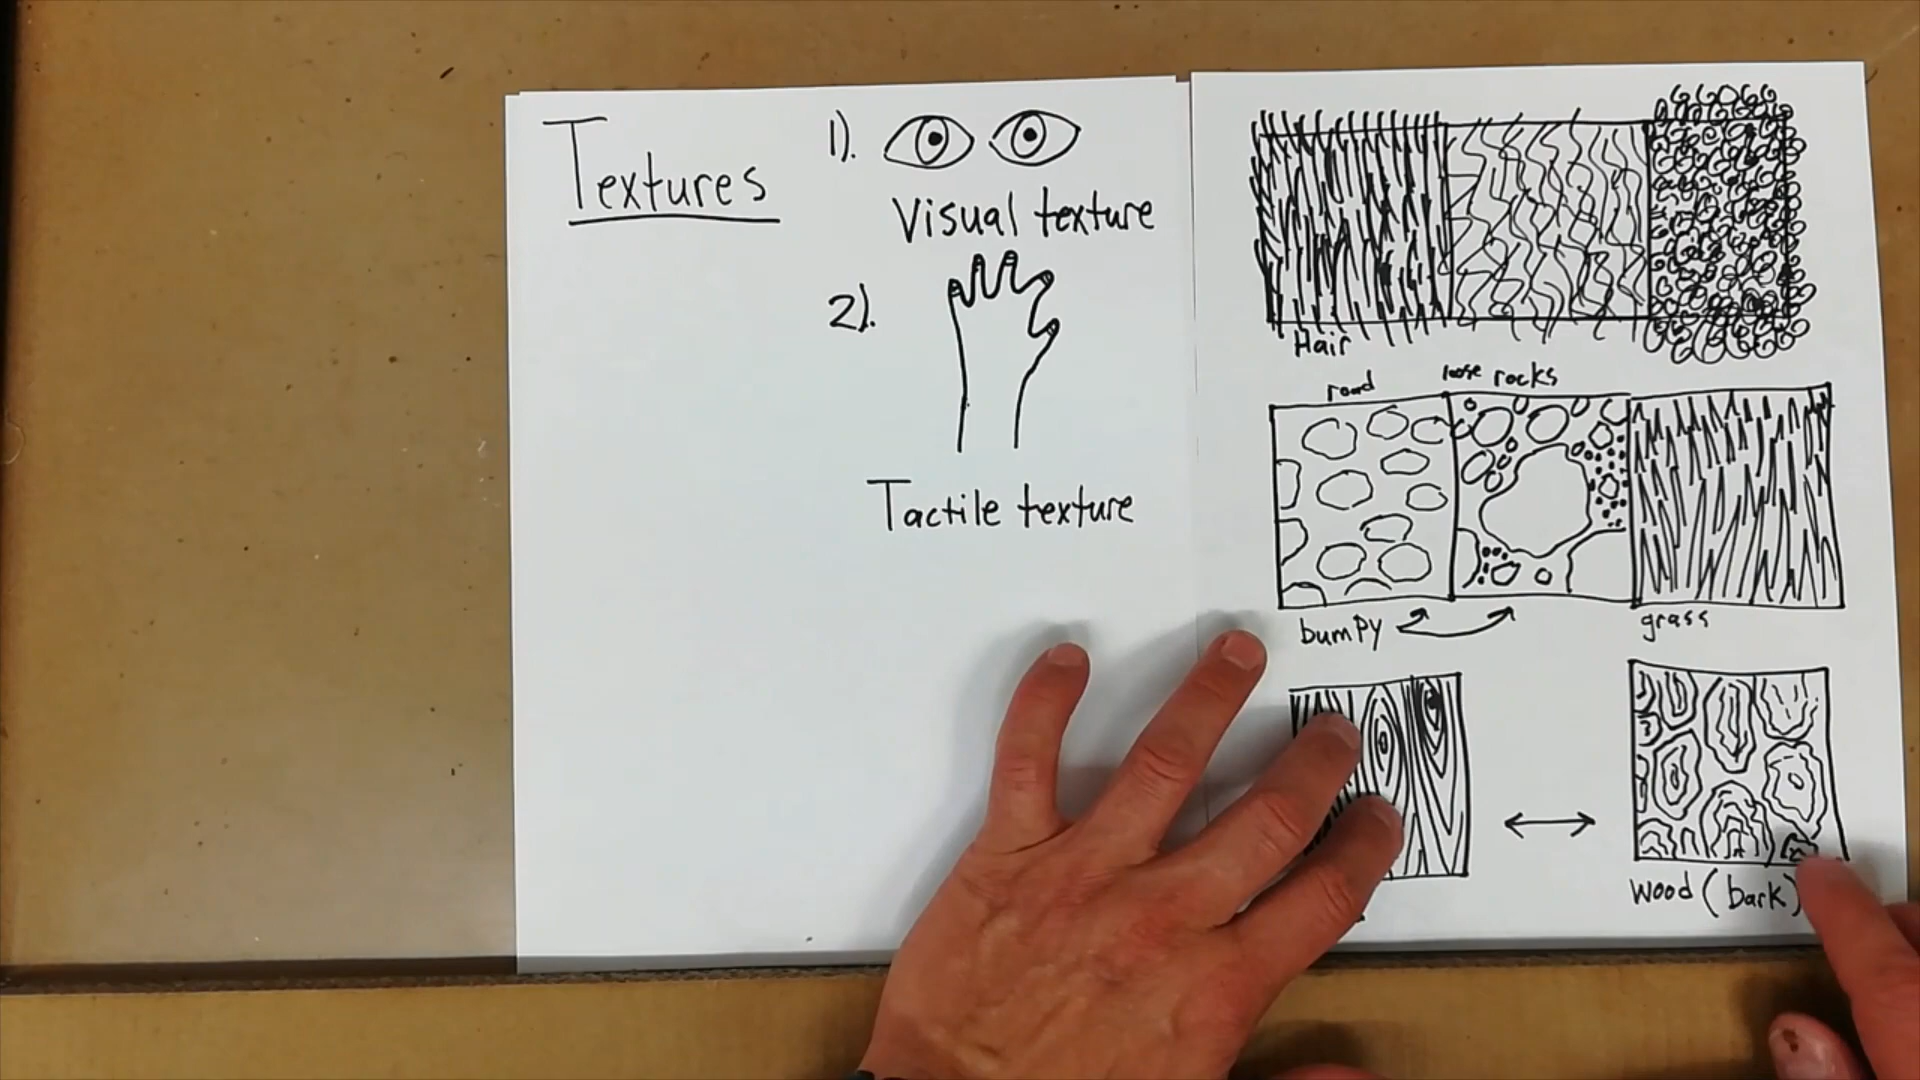 Textures
1).
Visual texture
2).
Tactile texture
Hair
road
loose rocks
bumpy
grass
wood (bark)